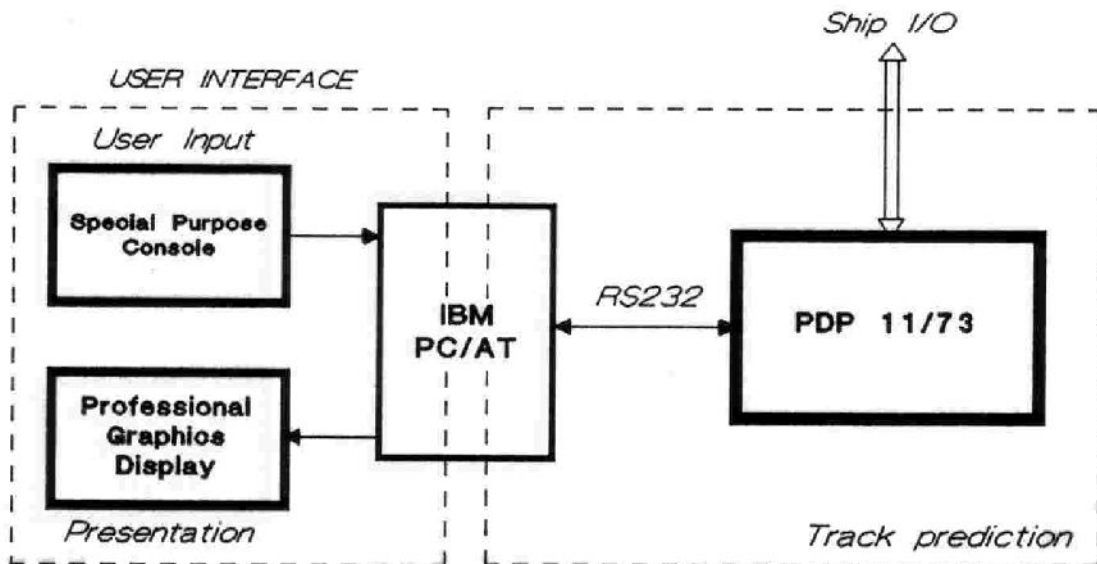 Ship I/O
USER INTERFACE
User Input
Special Purpose
Console
IBM
PC/AT
RS232
PDP 11/73
Professional
Graphics
Display
Presentation
Track prediction